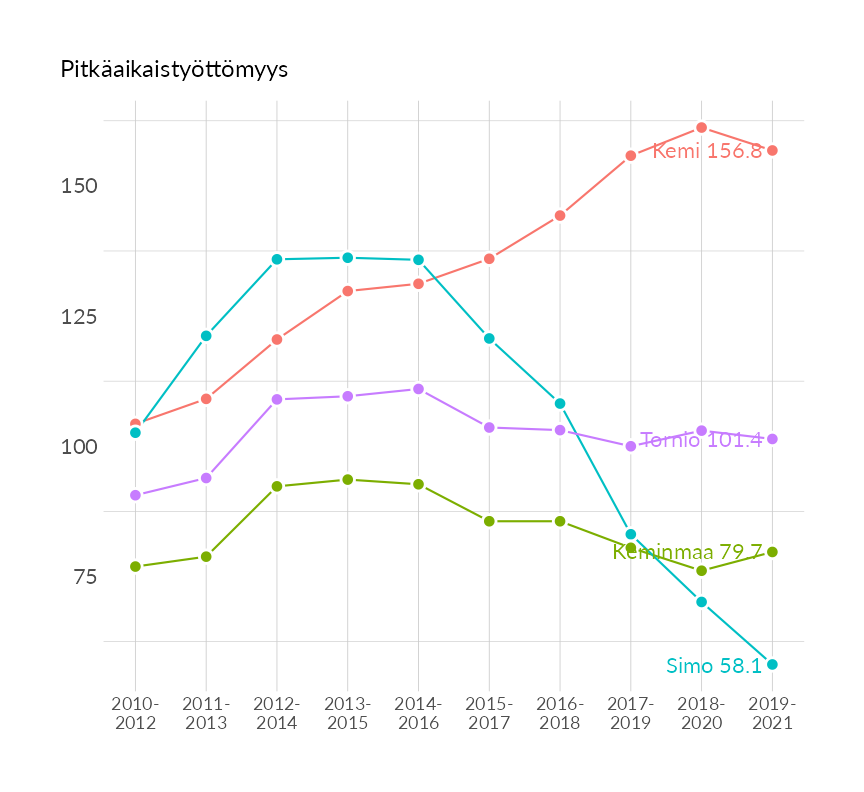 Pitkäaikaistyöttömyys
Kemi 156.8
150
125
Tornio 101.4
100
Keminmaa 79.7
75
Simo 58.1
2010- 2011- 2012- 2013- 2014- 2015- 2016- 2017- 2018- 2019-
2012 2013 2014 2015 2016 2017 2018 2019 2020 2021